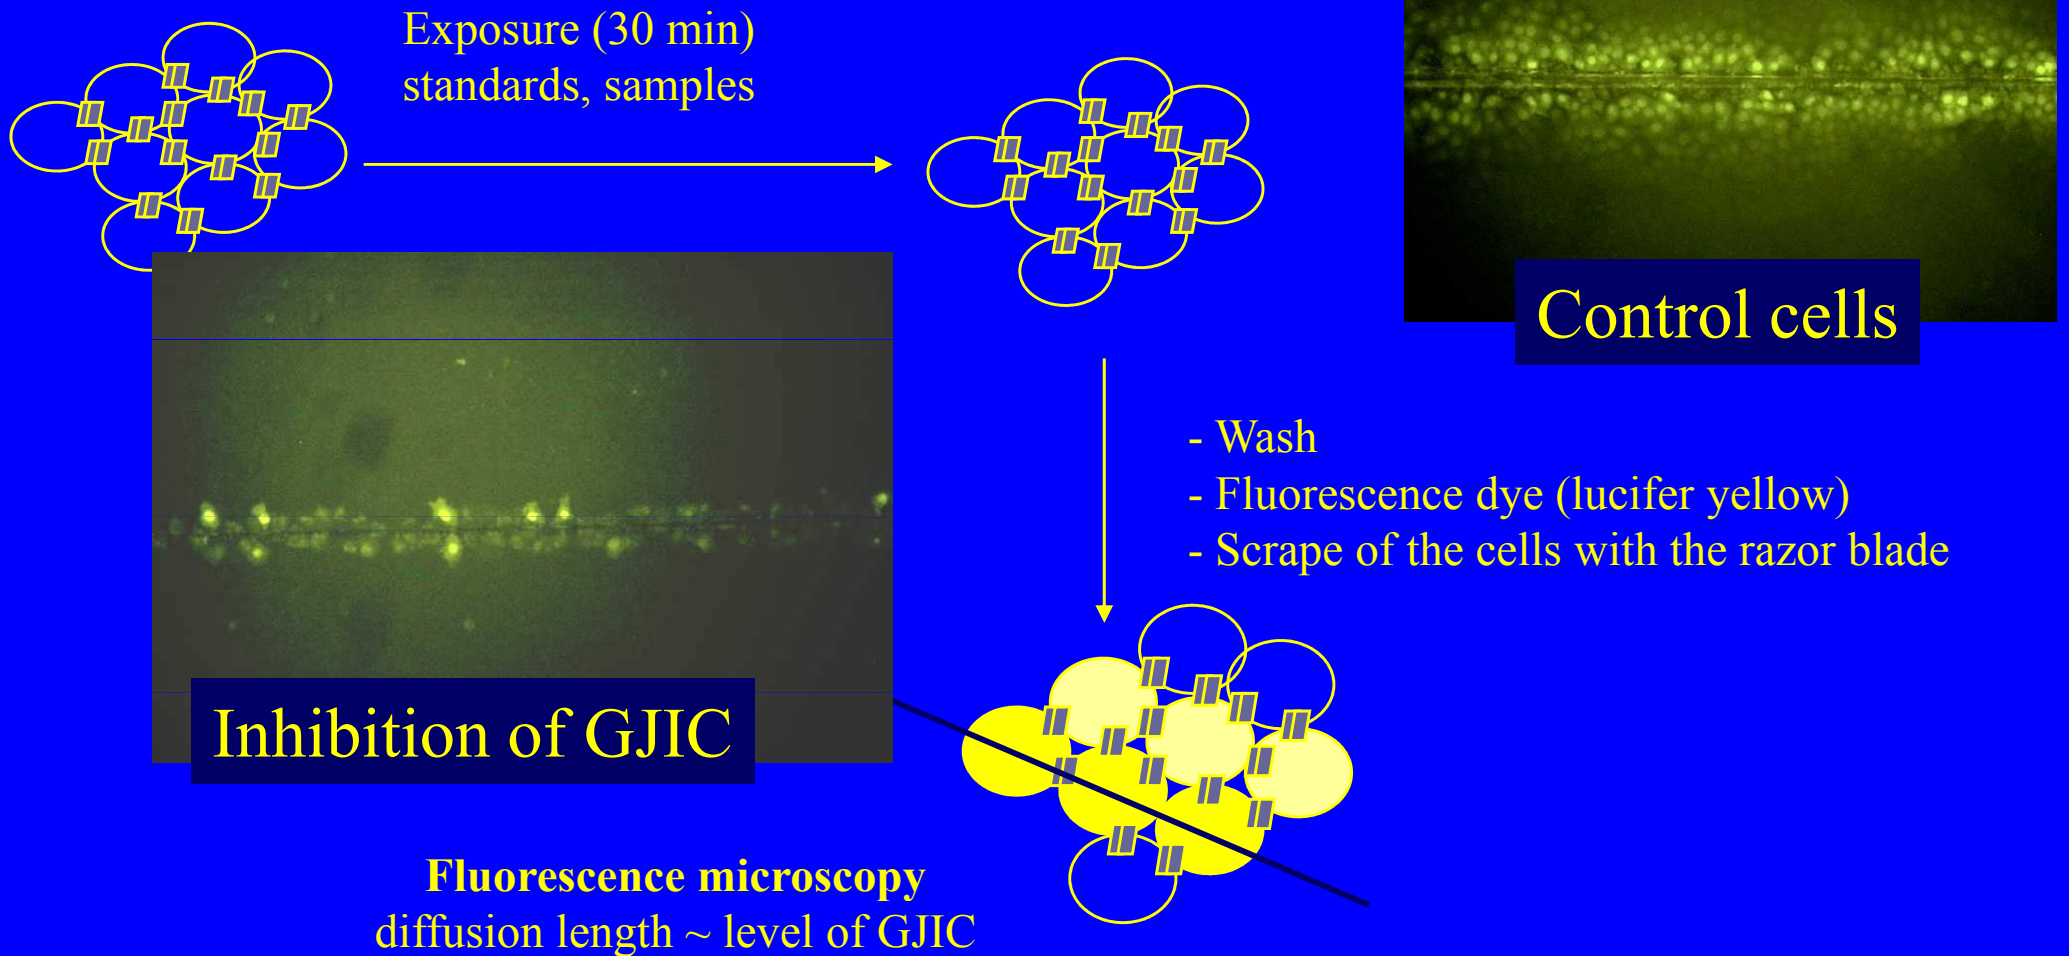 Exposure (30 min)
standards, samples
Control cells
- Wash
- Fluorescence dye (lucifer yellow)
- Scrape of the cells with the razor blade
Inhibition of GJIC
Fluorescence microscopy
diffusion length ~ level of GJIC